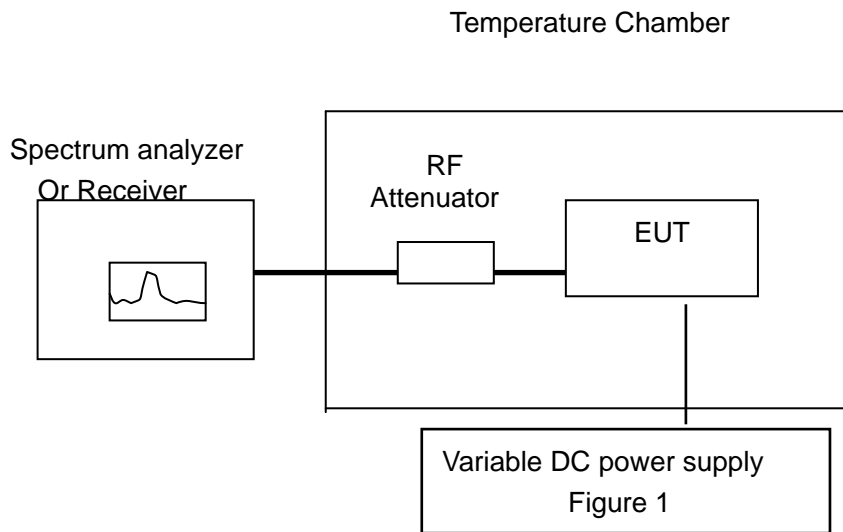 Temperature Chamber
Spectrum analyzer
Or Receiver
RF
Attenuator
EUT
Variable DC power supply
Figure 1